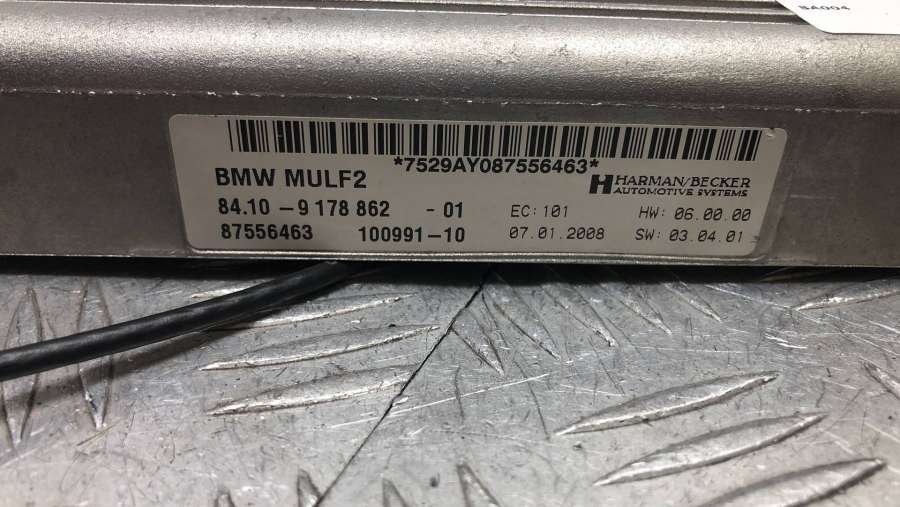 SA004
*7529AY087556463*
BMW MULF2
HARMAN/BECKER
AUTOMOTIVE SYSTEMS
84.10 - 9 178 862 - 01 EC: 101 HW: 06.00.00
87556463 100991-10 07.01.2008 SW: 03.04.01